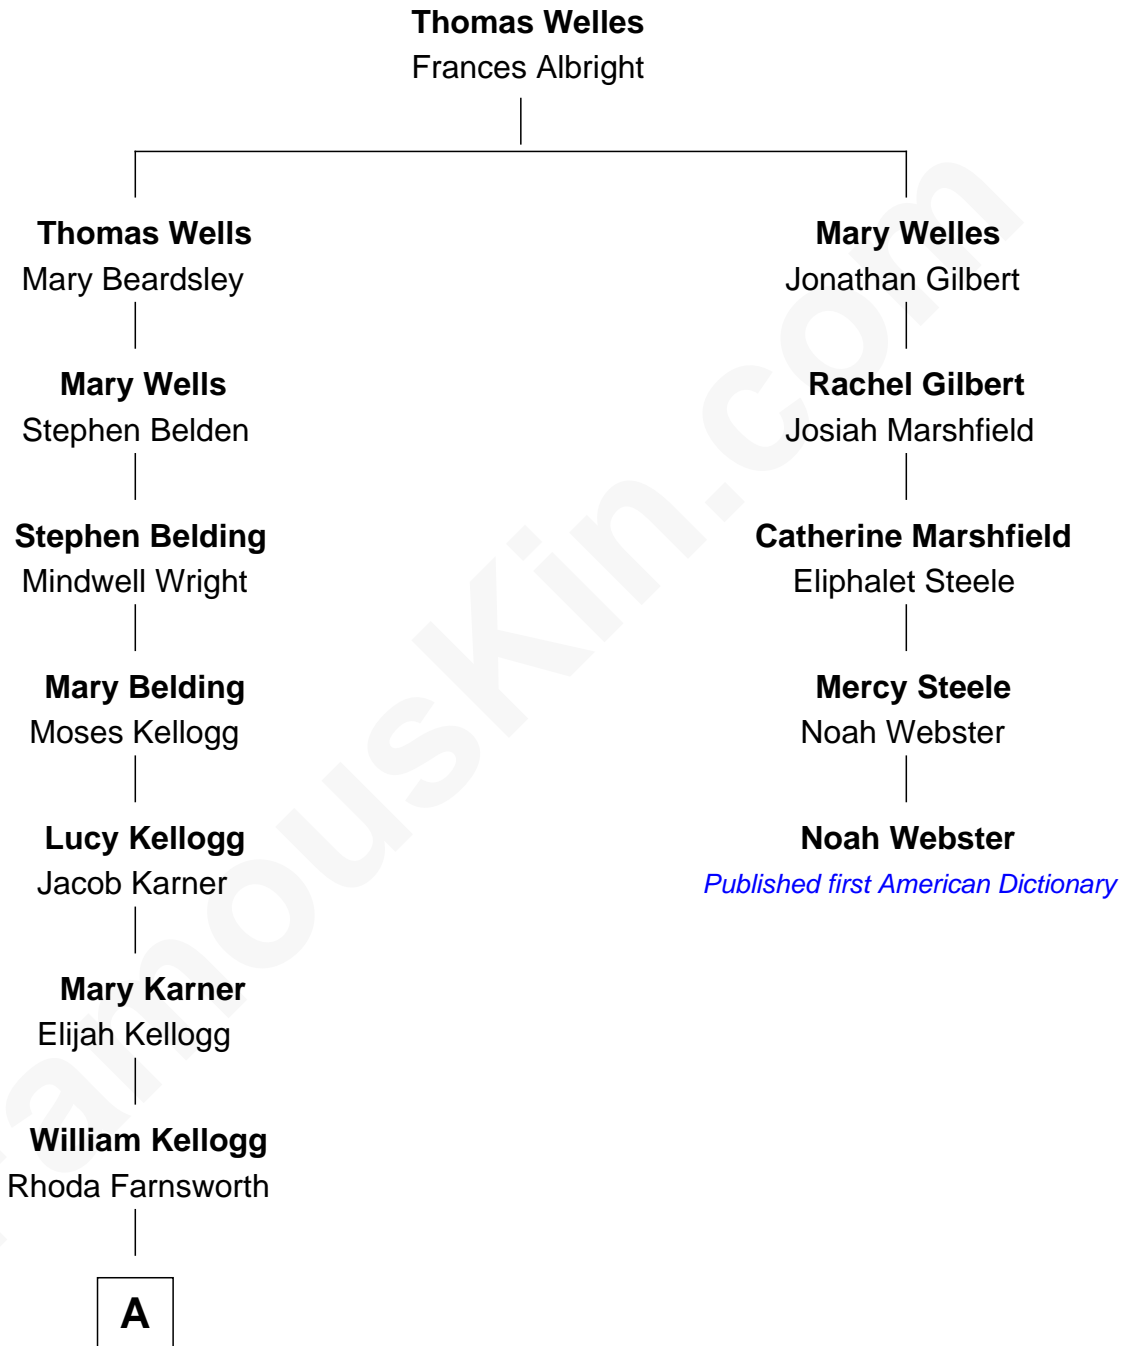 Thomas Welles
Frances Albright
Thomas Wells
Mary Beardsley
Mary Welles
Jonathan Gilbert
Mary Wells
Stephen Belden
Rachel Gilbert
Josiah Marshfield
Stephen Belding
Mindwell Wright
Catherine Marshfield
Eliphalet Steele
Mary Belding
Moses Kellogg
Mercy Steele
Noah Webster
Lucy Kellogg
Jacob Karner
Noah Webster
Published first American Dictionary
Mary Karner
Elijah Kellogg
William Kellogg
Rhoda Farnsworth
A
famouskin.com